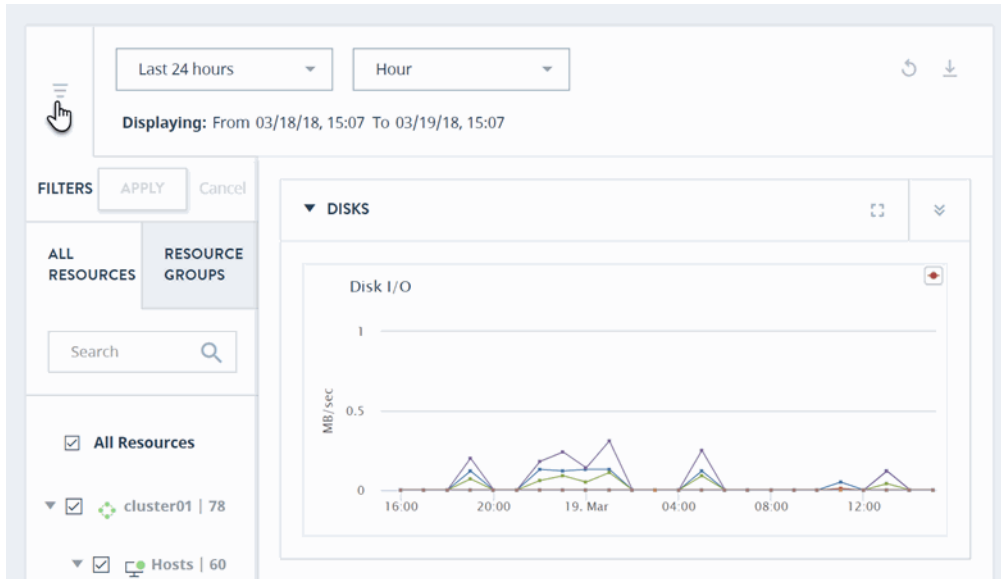 Last 24 hours
Hour
Displaying: From 03/18/18, 15:07 To 03/19/18, 15:07
FILTERS
APPLY
Cancel
DISKS
ALL RESOURCES
RESOURCE GROUPS
Search
All Resources
cluster01 | 78
Hosts | 60
Disk I/O
1
0.5
0
MB/sec
16:00
20:00
19. Mar
04:00
08:00
12:00